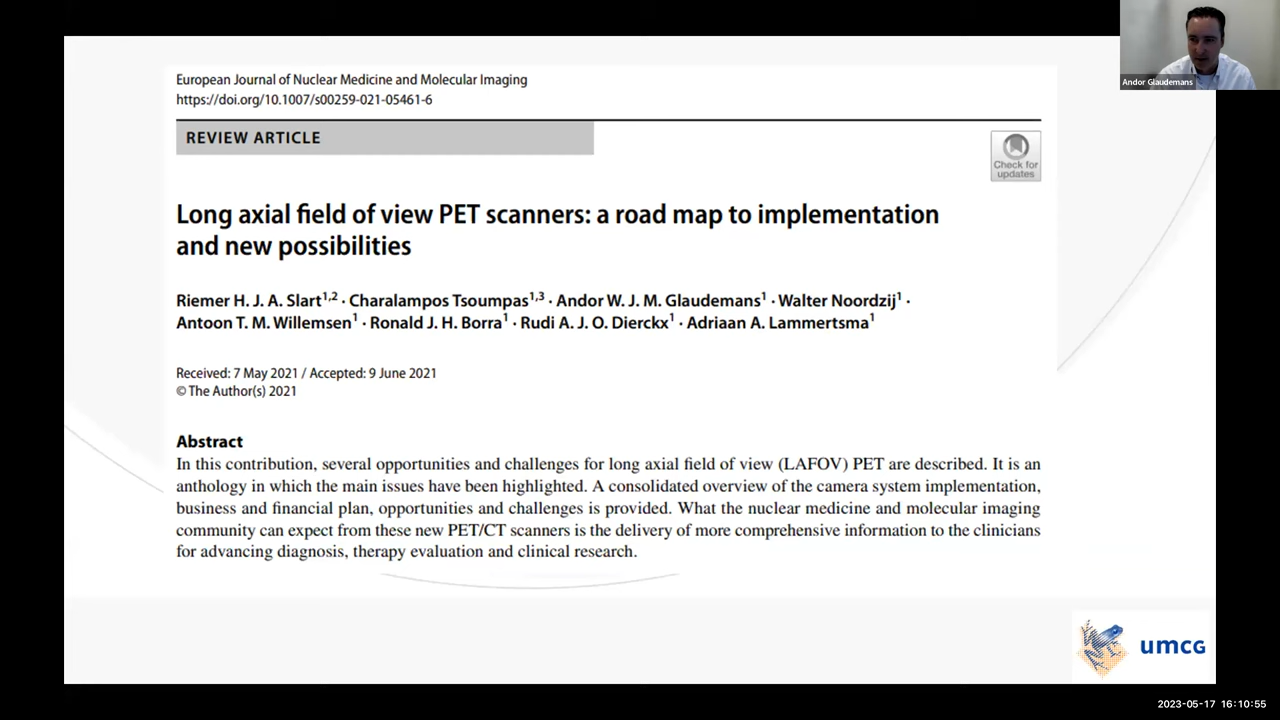 Andor Glaudemans
European Journal of Nuclear Medicine and Molecular Imaging
https://doi.org/10.1007/s00259-021-05461-6
REVIEW ARTICLE
Check for
updates
Long axial field of view PET scanners: a road map to implementation
and new possibilities
Riemer H. J. A. Slart1,2 · Charalampos Tsoumpas1,3 · Andor W. J. M. Glaudemans1 · Walter Noordzij1 ·
Antoon T. M. Willemsen1 · Ronald J. H. Borra1 · Rudi A. J. O. Dierckx1 · Adriaan A. Lammertsma1
Received: 7 May 2021 / Accepted: 9 June 2021
© The Author(s) 2021
Abstract
In this contribution, several opportunities and challenges for long axial field of view (LAFOV) PET are described. It is an
anthology in which the main issues have been highlighted. A consolidated overview of the camera system implementation,
business and financial plan, opportunities and challenges is provided. What the nuclear medicine and molecular imaging
community can expect from these new PET/CT scanners is the delivery of more comprehensive information to the clinicians
for advancing diagnosis, therapy evaluation and clinical research.
umcg
2023-05-17 16:10:55